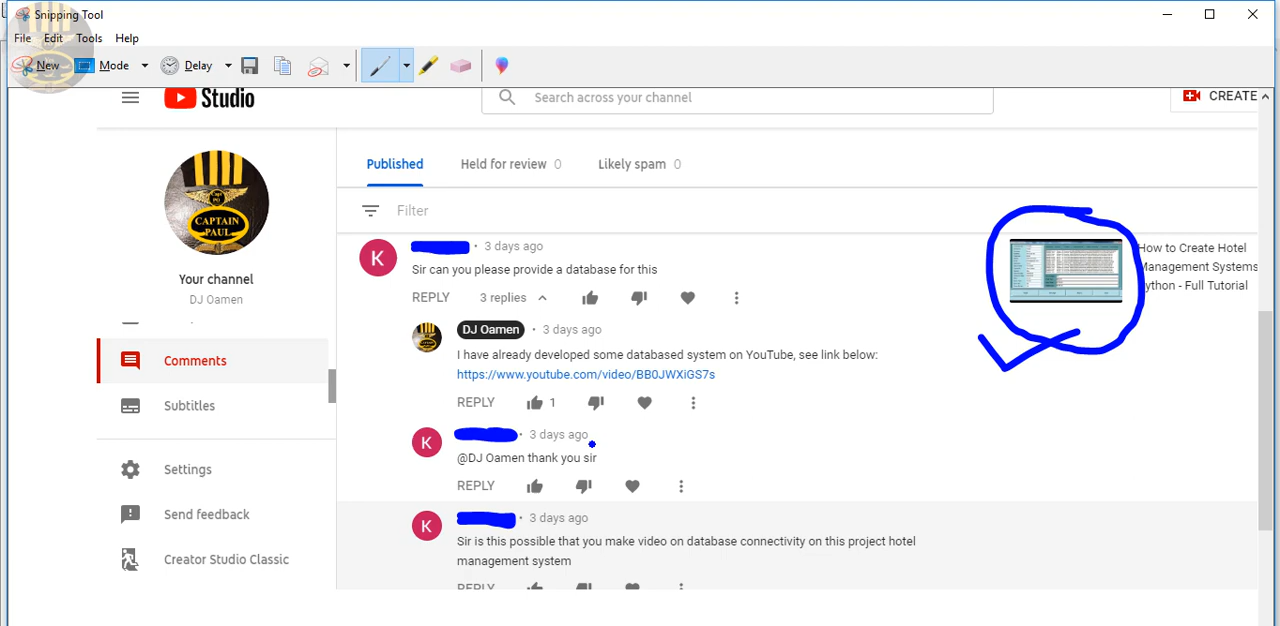 Snipping Tool
File Edit Tools Help
New Mode Delay
Studio
Search across your channel
CREATE
CAPTAIN
PAUL
Your channel
DJ Oamen
Comments
Subtitles
Settings
Send feedback
Creator Studio Classic
Published Held for review 0 Likely spam 0
Filter
K • 3 days ago
Sir can you please provide a database for this
REPLY 3 replies
How to Create Hotel
Management Systems
Python - Full Tutorial
DJ Oamen • 3 days ago
I have already developed some databased system on YouTube, see link below:
https://www.youtube.com/video/BB0JWXiGS7s
REPLY 1
K • 3 days ago
@DJ Oamen thank you sir
REPLY
K • 3 days ago
Sir is this possible that you make video on database connectivity on this project hotel
management system
REPLY